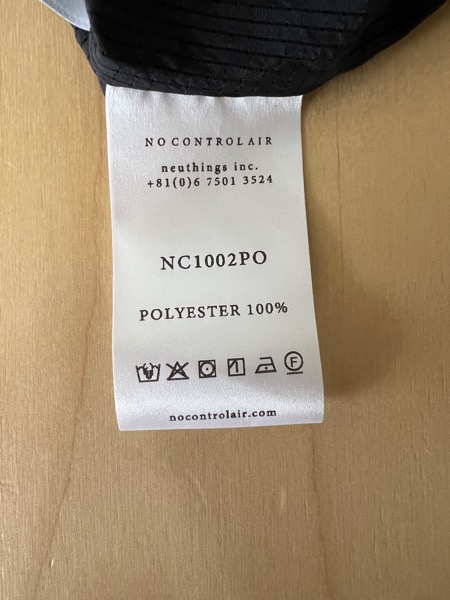 NO CONTROL AIR
neuthings inc.
+81(0)6 7501 3524
NC1002PO
POLYESTER 100%
F
nocontrolair.com